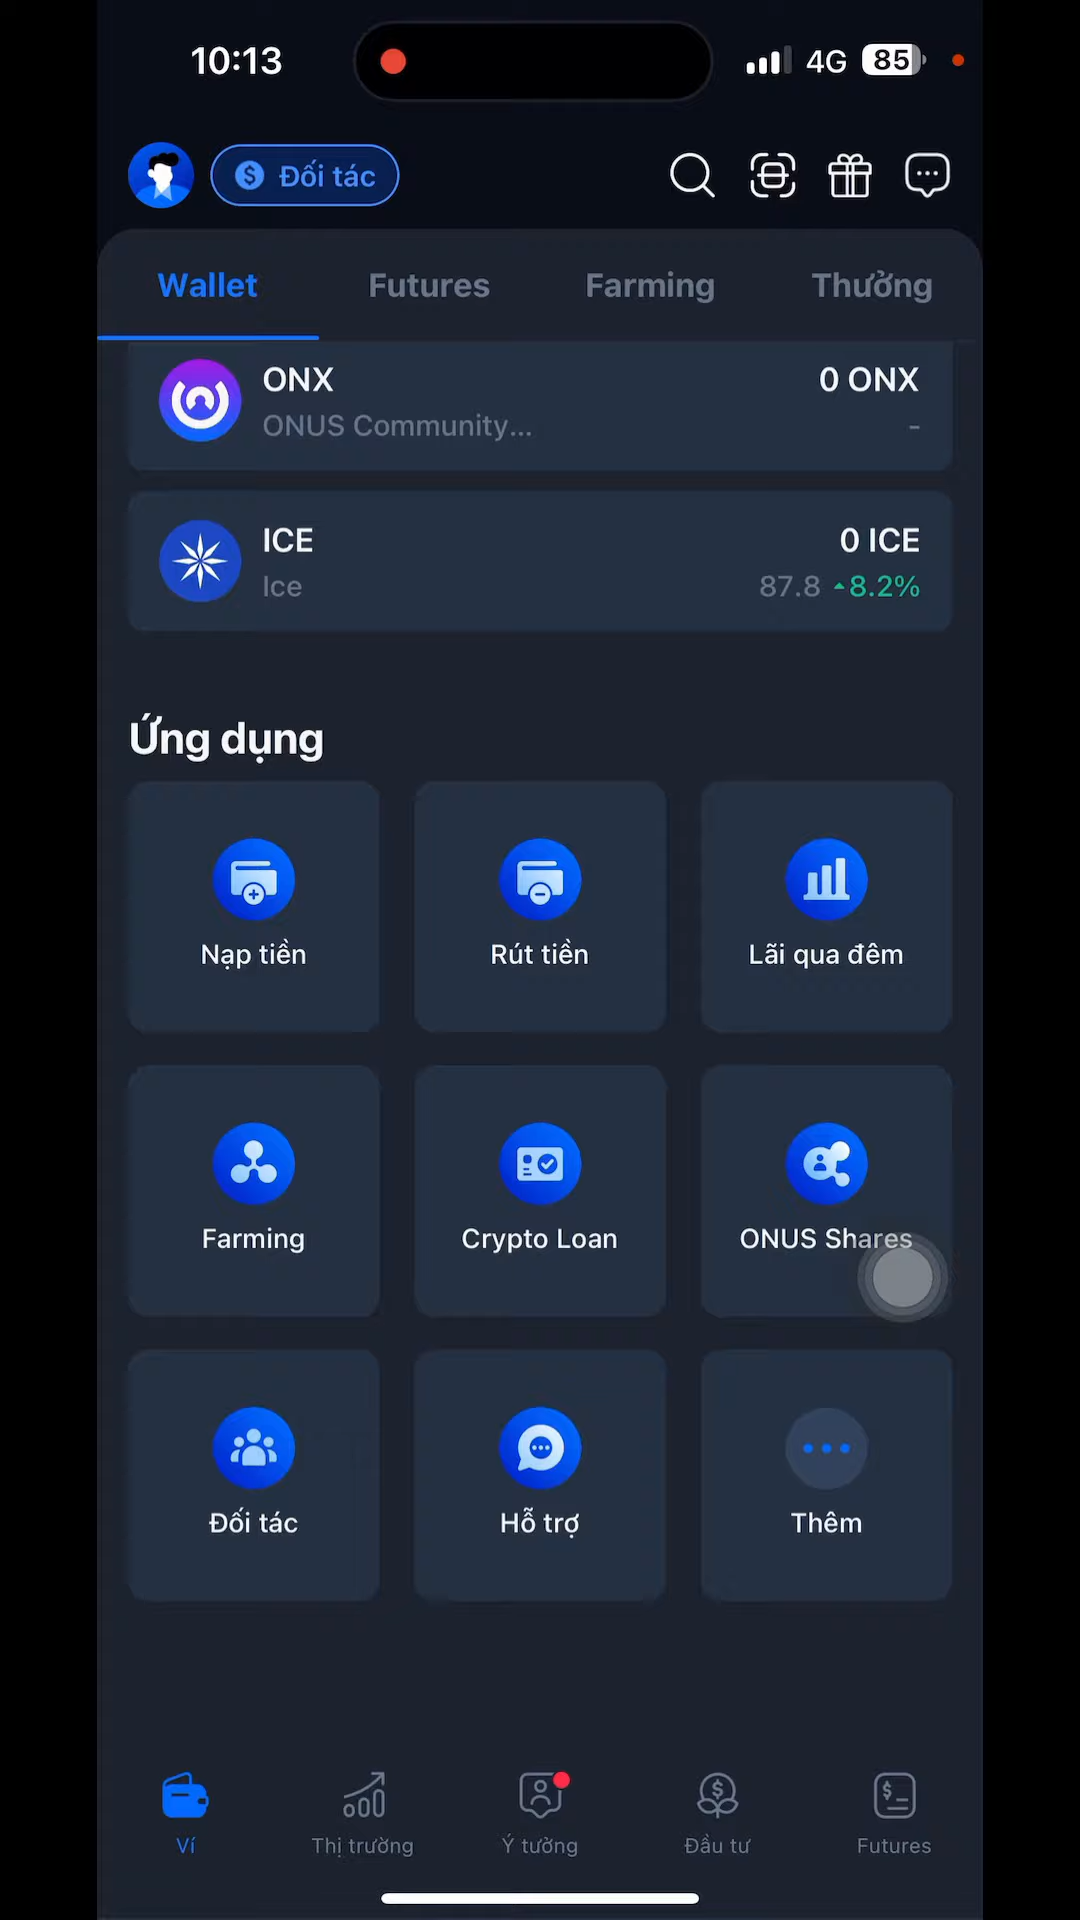 10:13
4G
85
Đối tác
Wallet
Futures
Farming
Thưởng
ONX
0 ONX
ONUS Community...
-
ICE
0 ICE
Ice
87.8
8.2%
Ứng dụng
Nạp tiền
Rút tiền
Lãi qua đêm
Farming
Crypto Loan
ONUS Shares
Đối tác
Hỗ trợ
Thêm
Ví
Thị trường
Ý tưởng
Đầu tư
Futures